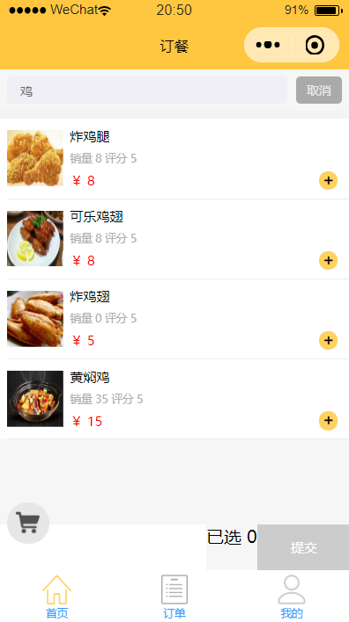 WeChat 20:50 91%
订餐
鸡 取消
炸鸡腿
销量 8 评分 5
¥ 8
可乐鸡翅
销量 8 评分 5
¥ 8
炸鸡翅
销量 0 评分 5
¥ 5
黄焖鸡
销量 35 评分 5
¥ 15
已选 0 提交
首页 订单 我的